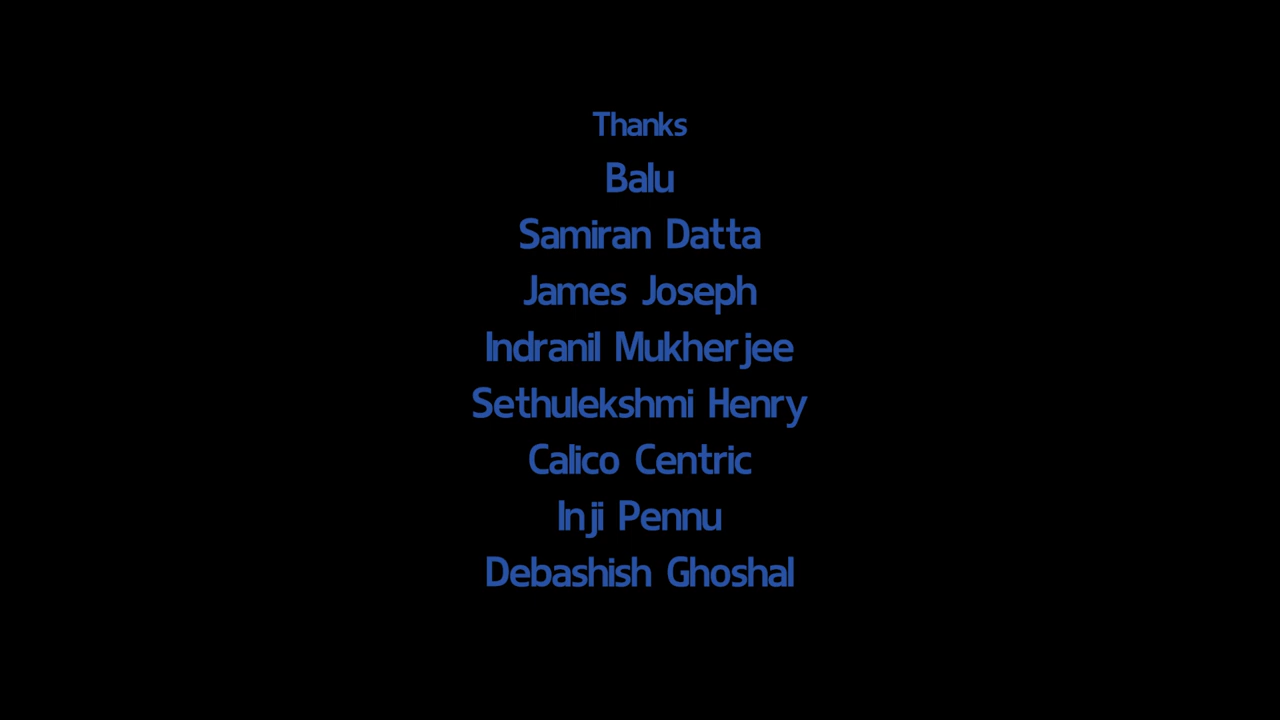 Thanks
Balu
Samiran Datta
James Joseph
Indranil Mukherjee
Sethulekshmi Henry
Calico Centric
Inji Pennu
Debashish Ghoshal